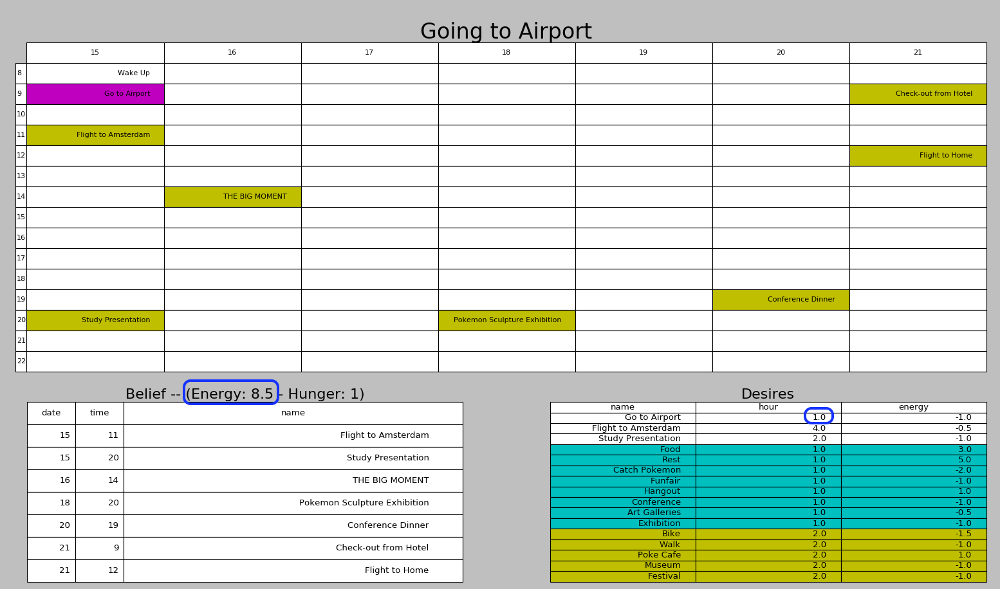 Going to Airport
15 16 17 18 19 20 21
8 Wake Up
9 Go to Airport Check-out from Hotel
10
11 Flight to Amsterdam
12 Flight to Home
13
14 THE BIG MOMENT
15
16
17
18
19 Conference Dinner
20 Study Presentation Pokemon Sculpture Exhibition
21
22
Belief -- (Energy: 8.5 - Hunger: 1)
date time name
15 11 Flight to Amsterdam
15 20 Study Presentation
16 14 THE BIG MOMENT
18 20 Pokemon Sculpture Exhibition
20 19 Conference Dinner
21 9 Check-out from Hotel
21 12 Flight to Home
Desires
name hour energy
Go to Airport 1.0 -1.0
Flight to Amsterdam 4.0 -0.5
Study Presentation 2.0 -1.0
Food 1.0 3.0
Rest 1.0 5.0
Catch Pokemon 1.0 -2.0
Funfair 1.0 -1.0
Hangout 1.0 1.0
Conference 1.0 -1.0
Art Galleries 1.0 -0.5
Exhibition 1.0 -1.0
Bike 2.0 -1.5
Walk 2.0 -1.0
Poke Cafe 2.0 1.0
Museum 2.0 -1.0
Festival 2.0 -1.0